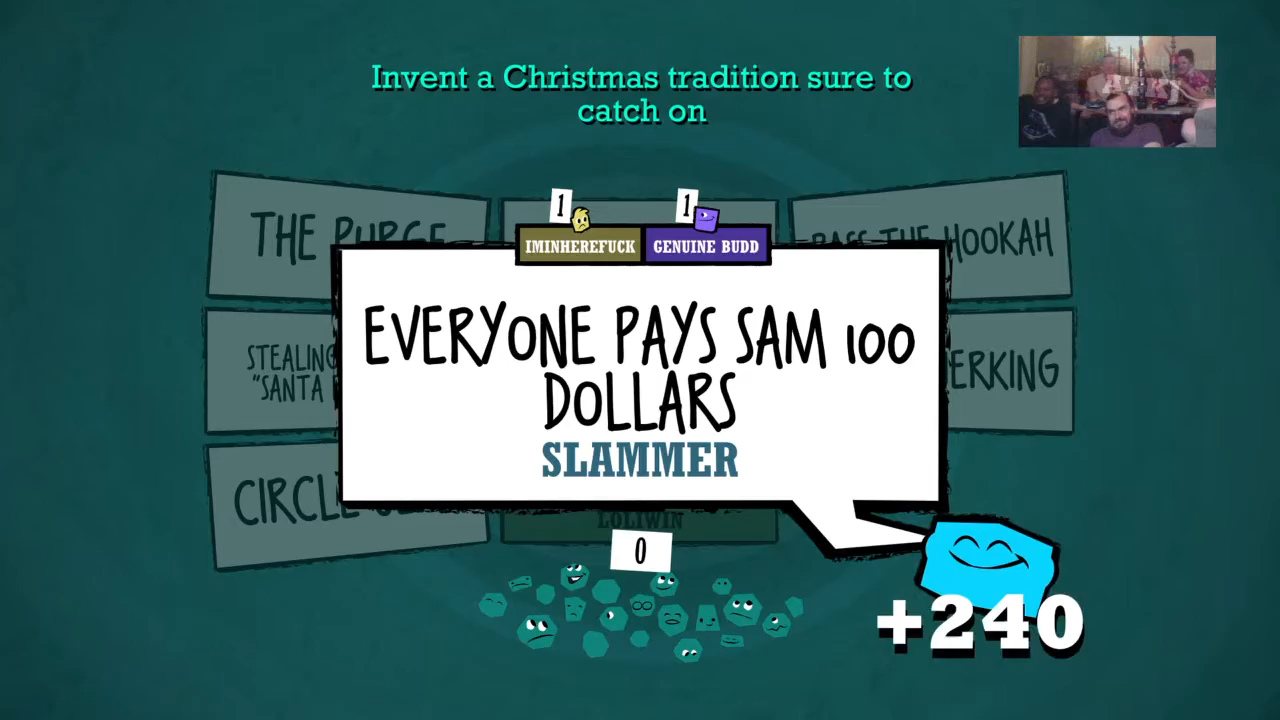 Invent a Christmas tradition sure to
catch on
1
1
IMINHEREFUCK
GENUINE BUDD
THE PURGE
PASS THE HOOKAH
EVERYONE PAYS SAM 100
DOLLARS
SLAMMER
STEALING
"SANTA
ERKING
CIRCLE
LOLIWIN
0
+240